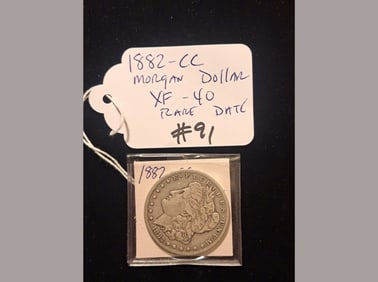 1882-CC
MORGAN DOLLAR
XF-40
RARE DATE
#91
1882